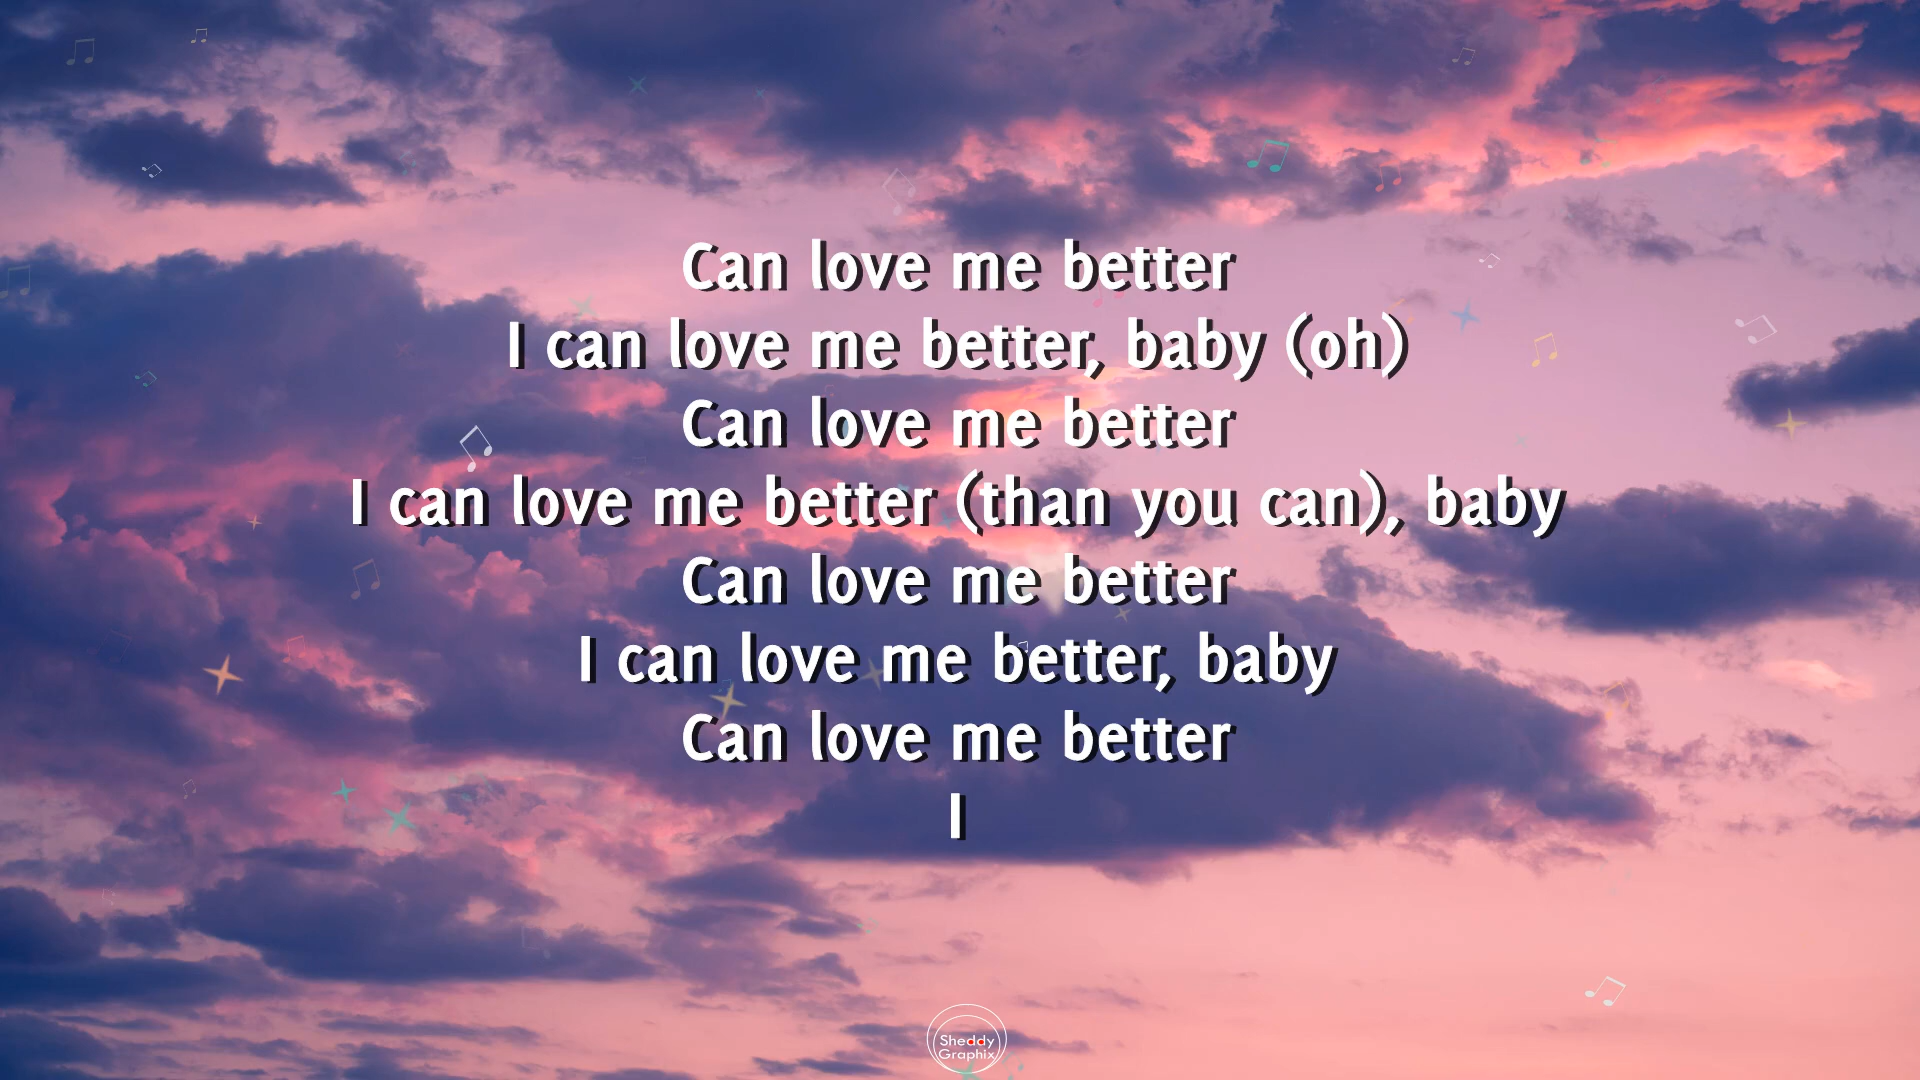 Can love me better
I can love me better, baby (oh)
Can love me better
I can love me better (than you can), baby
Can love me better
I can love me better, baby
Can love me better
I
Sheddy
Graphix